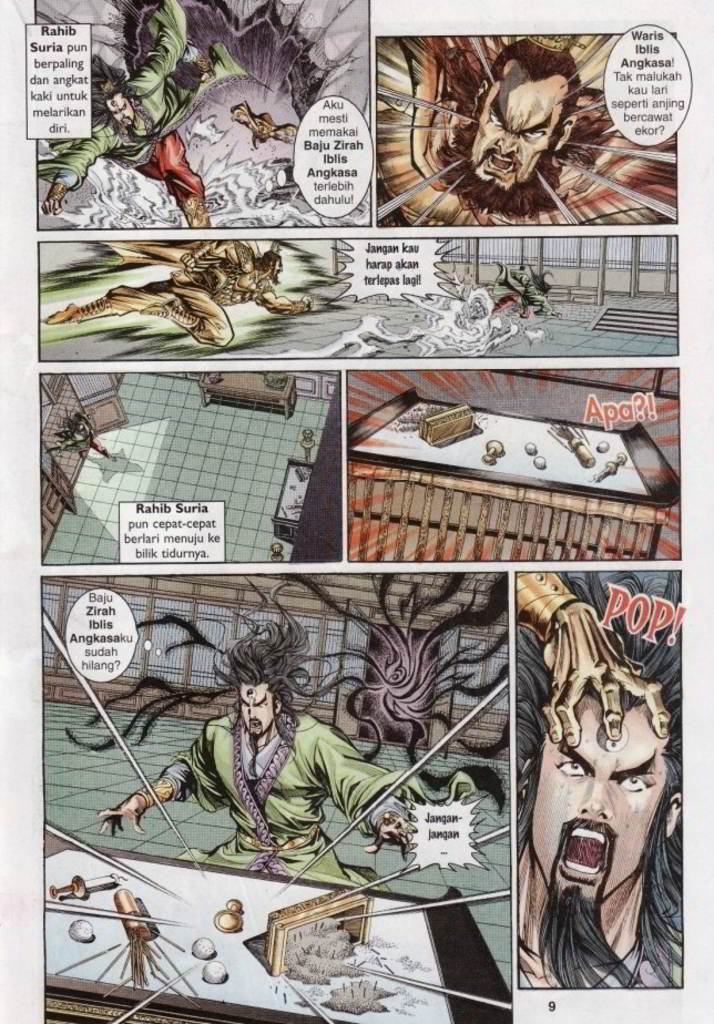 Rahib
Suria pun
berpaling
dan angkat
kaki untuk
melarikan
diri.
Aku
mesti
memakai
Baju Zirah
Iblis
Angkasa
terlebih
dahulu!
Waris
Iblis
Angkasa!
Tak malukah
kau lari
seperti anjing
bercawat
ekor?
Jangan kau
harap akan
terlepas lagi!
Rahib Suria
pun cepat-cepat
berlari menuju ke
bilik tidurnya.
Apa?!
Baju
Zirah
Iblis
Angkasaku
sudah
hilang?
Jangan-
jangan
...
POP!
9